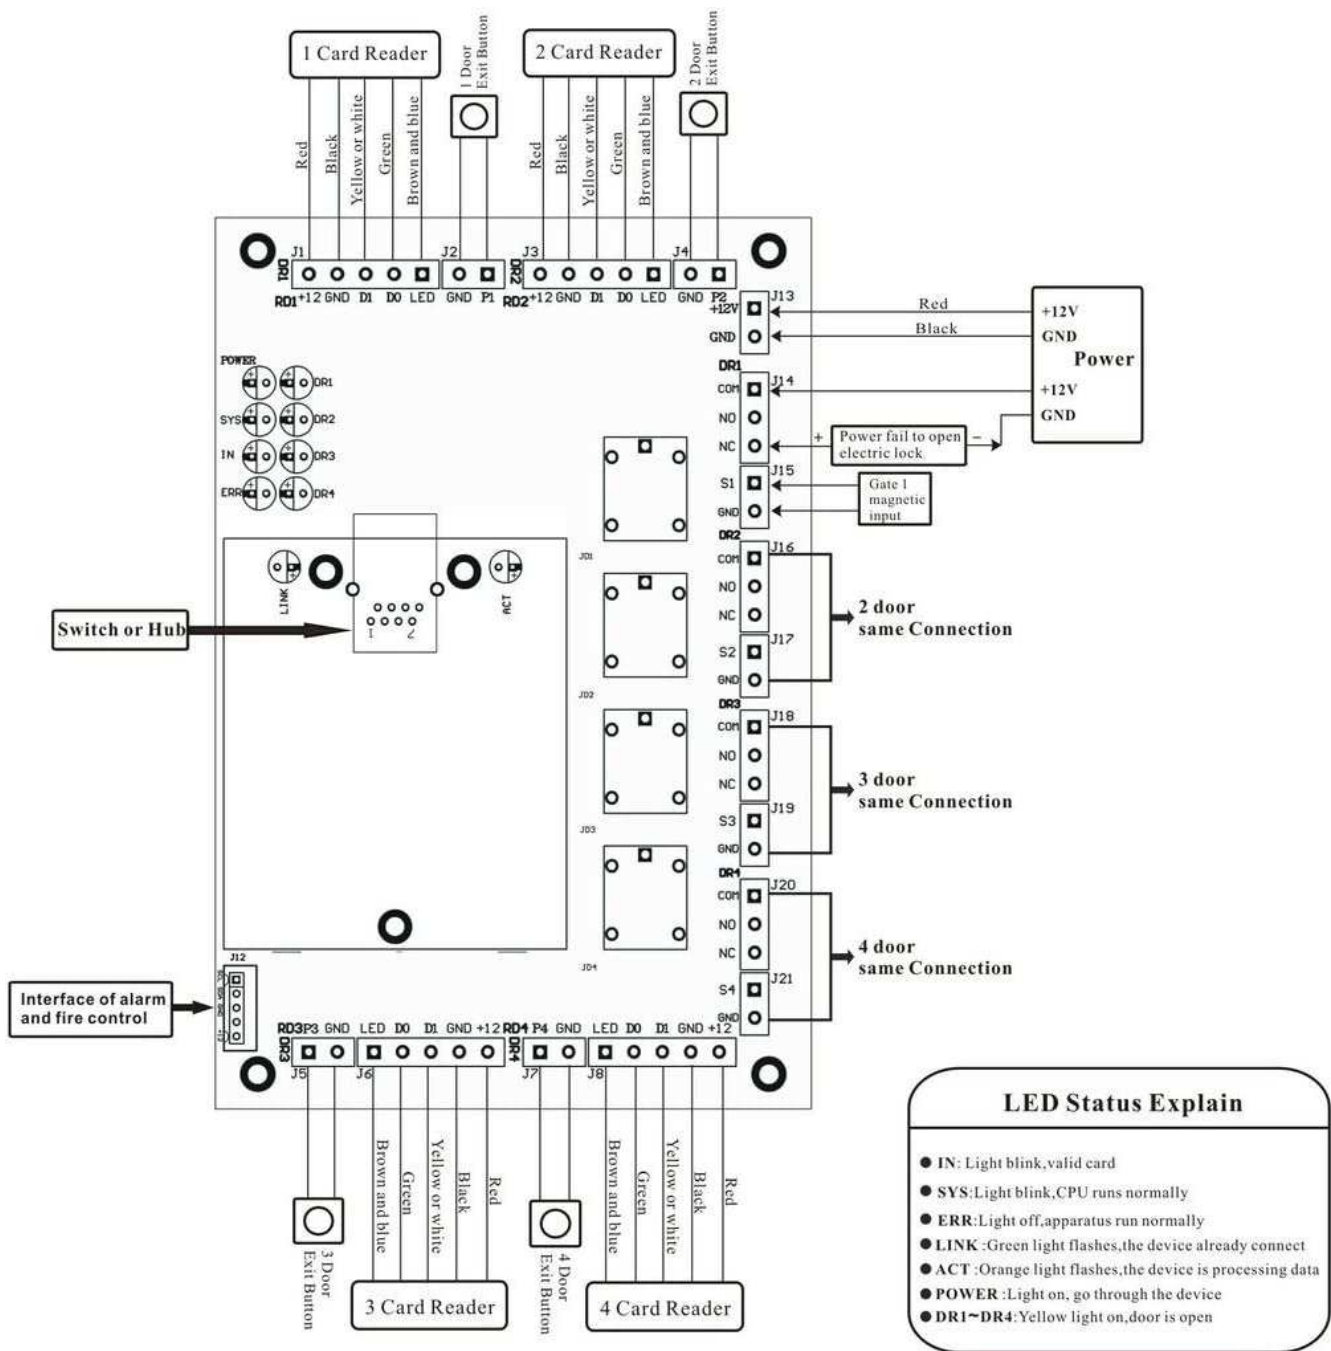 1 Card Reader
1 Door
Exit Button
2 Card Reader
2 Door
Exit Button
Red
Black
Yellow or white
Green
Brown and blue
Red
Black
Yellow or white
Green
Brown and blue
J1
J2
J3
J4
DR1
DR2
RD1 +12 GND D1 D0 LED
GND P1
RD2 +12 GND D1 D0 LED
GND P2
J13
+12V
GND
Red
Black
+12V
GND
Power
+12V
GND
DR1
J14
COM
NO
NC
+
Power fail to open
electric lock
−
J15
S1
GND
Gate 1
magnetic
input
POWER
DR1
SYS
DR2
IN
DR3
ERR
DR4
JD1
JD2
JD3
JD4
LINK
ACT
1 7
Switch or Hub
DR2
J16
COM
NO
NC
J17
S2
GND
2 door
same Connection
DR3
J18
COM
NO
NC
J19
S3
GND
3 door
same Connection
DR4
J20
COM
NO
NC
J21
S4
GND
4 door
same Connection
J12
Interface of alarm
and fire control
RD3 P3 GND
LED D0 D1 GND +12
RD4 P4 GND
LED D0 D1 GND +12
DR3
DR4
J5
J6
J7
J8
Brown and blue
Green
Yellow or white
Black
Red
Brown and blue
Green
Yellow or white
Black
Red
3 Door
Exit Button
3 Card Reader
4 Door
Exit Button
4 Card Reader
LED Status Explain
● IN: Light blink,valid card
● SYS:Light blink,CPU runs normally
● ERR:Light off,apparatus run normally
● LINK :Green light flashes,the device already connect
● ACT :Orange light flashes,the device is processing data
● POWER :Light on, go through the device
● DR1~DR4:Yellow light on,door is open